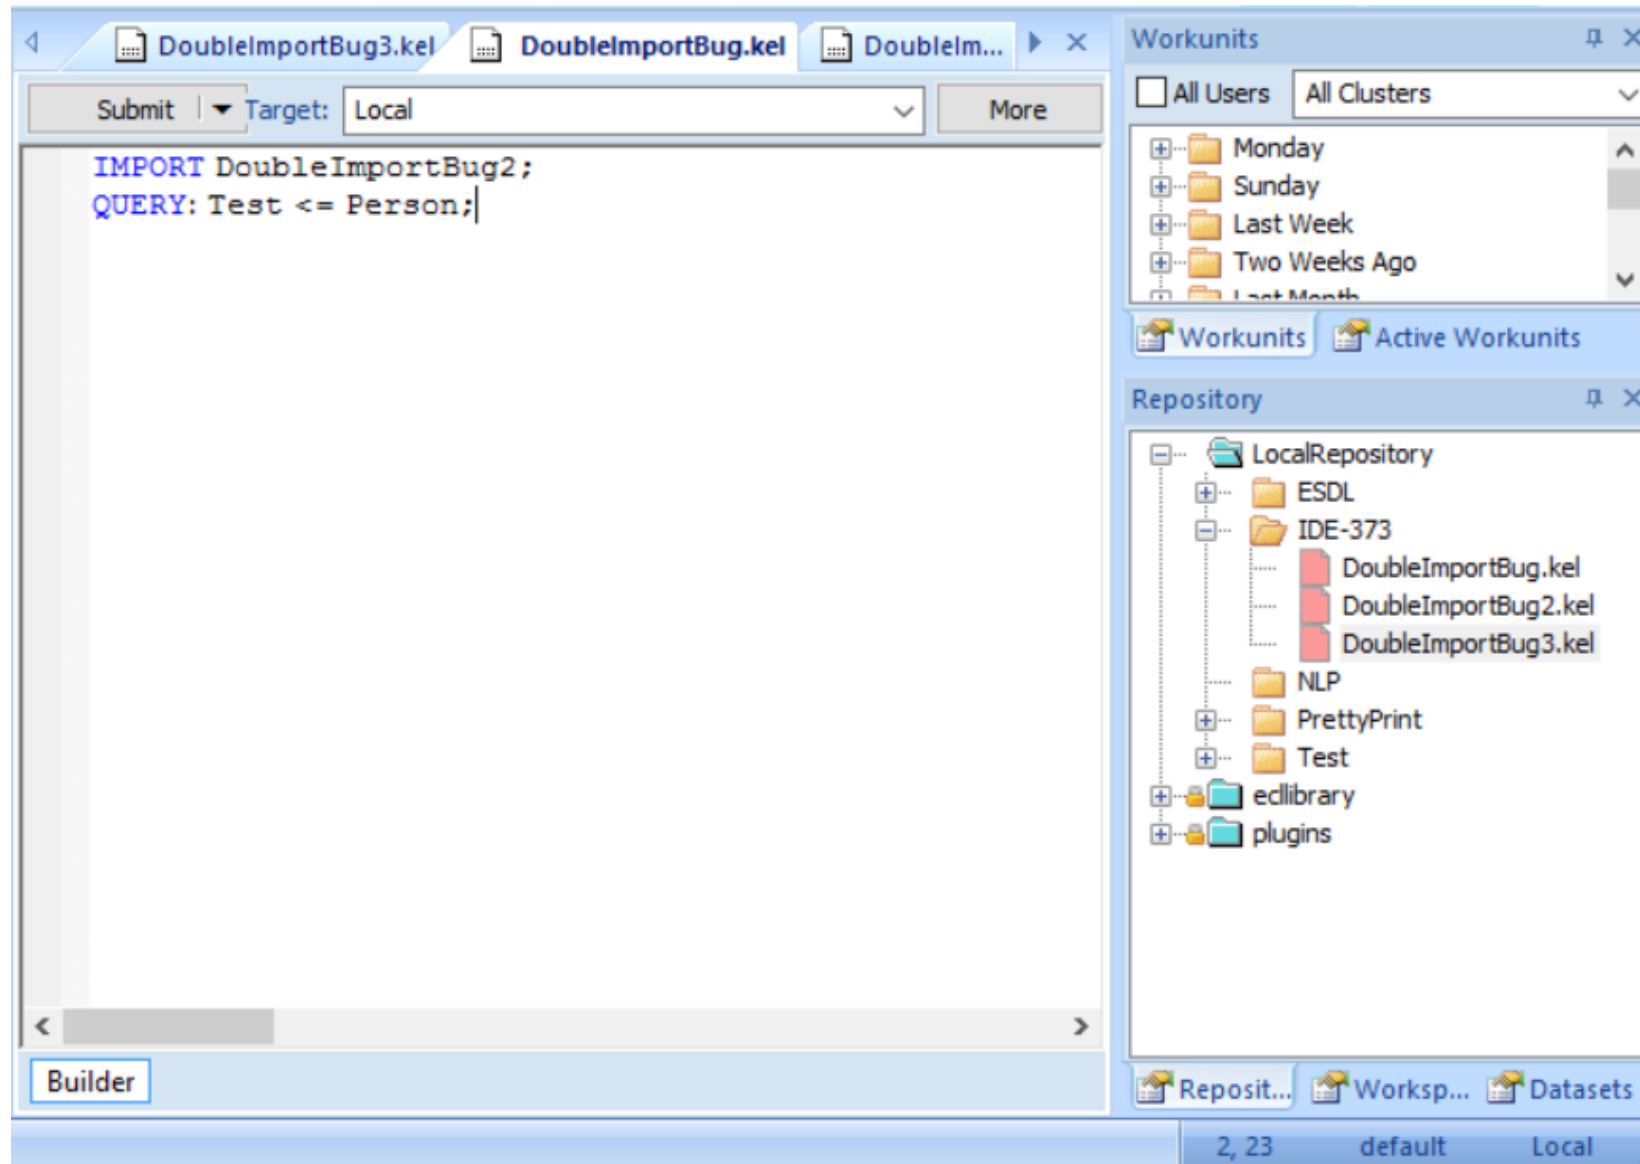 DoubleImportBug3.kel DoubleImportBug.kel DoubleIm...
Submit Target: Local More
IMPORT DoubleImportBug2;
QUERY: Test <= Person;
Builder
Workunits
All Users All Clusters
Monday
Sunday
Last Week
Two Weeks Ago
Last Month
Workunits Active Workunits
Repository
LocalRepository
ESDL
IDE-373
DoubleImportBug.kel
DoubleImportBug2.kel
DoubleImportBug3.kel
NLP
PrettyPrint
Test
ecllibrary
plugins
Reposit... Worksp... Datasets
2, 23 default Local